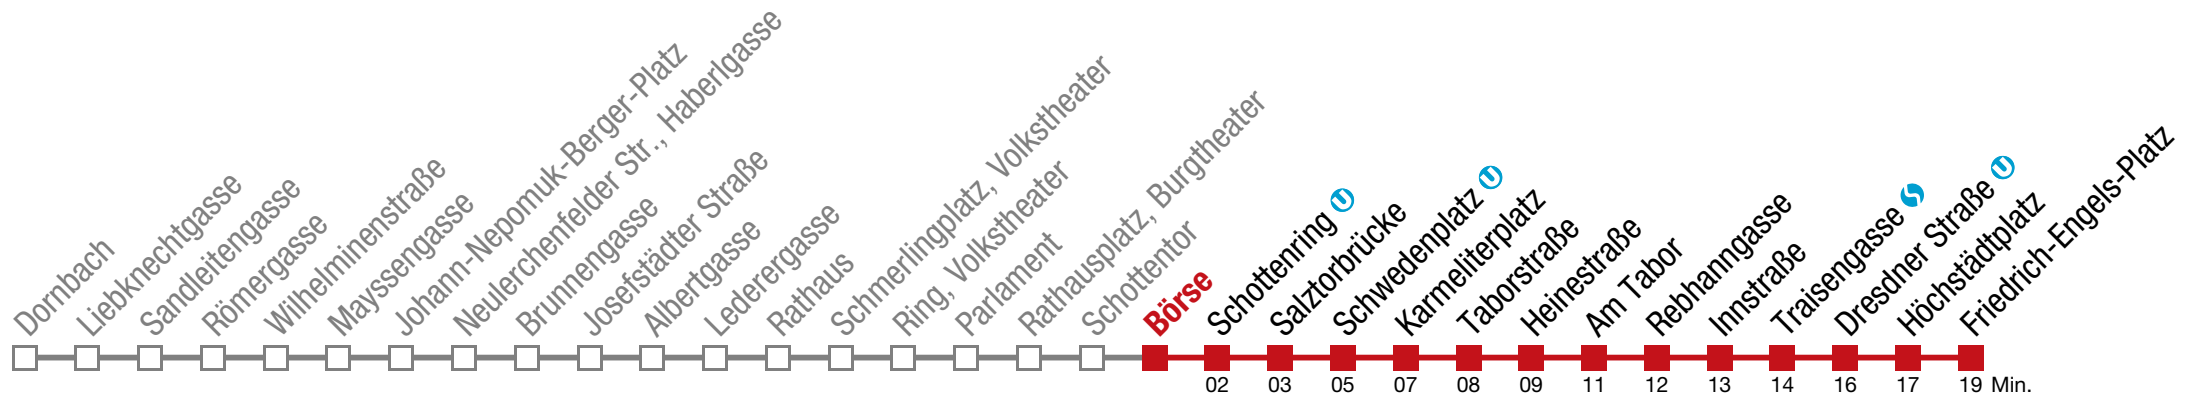 Dornbach
Liebknechtgasse
Sandleitengasse
Römergasse
Wilhelminenstraße
Mayssengasse
Johann-Nepomuk-Berger-Platz
Neulerchenfelder Str., Haberlgasse
Brunnengasse
Josefstädter Straße
Albertgasse
Lederergasse
Rathaus
Schmerlingplatz, Volkstheater
Ring, Volkstheater
Parlament
Rathausplatz, Burgtheater
Schottentor
Börse
Schottenring U
Salztorbrücke
Schwedenplatz U
Karmeliterplatz
Taborstraße
Heinestraße
Am Tabor
Rebhanngasse
Innstraße
Traisengasse S
Dresdner Straße U
Höchstädtplatz
Friedrich-Engels-Platz
02 03 05 07 08 09 11 12 13 14 16 17 19 Min.